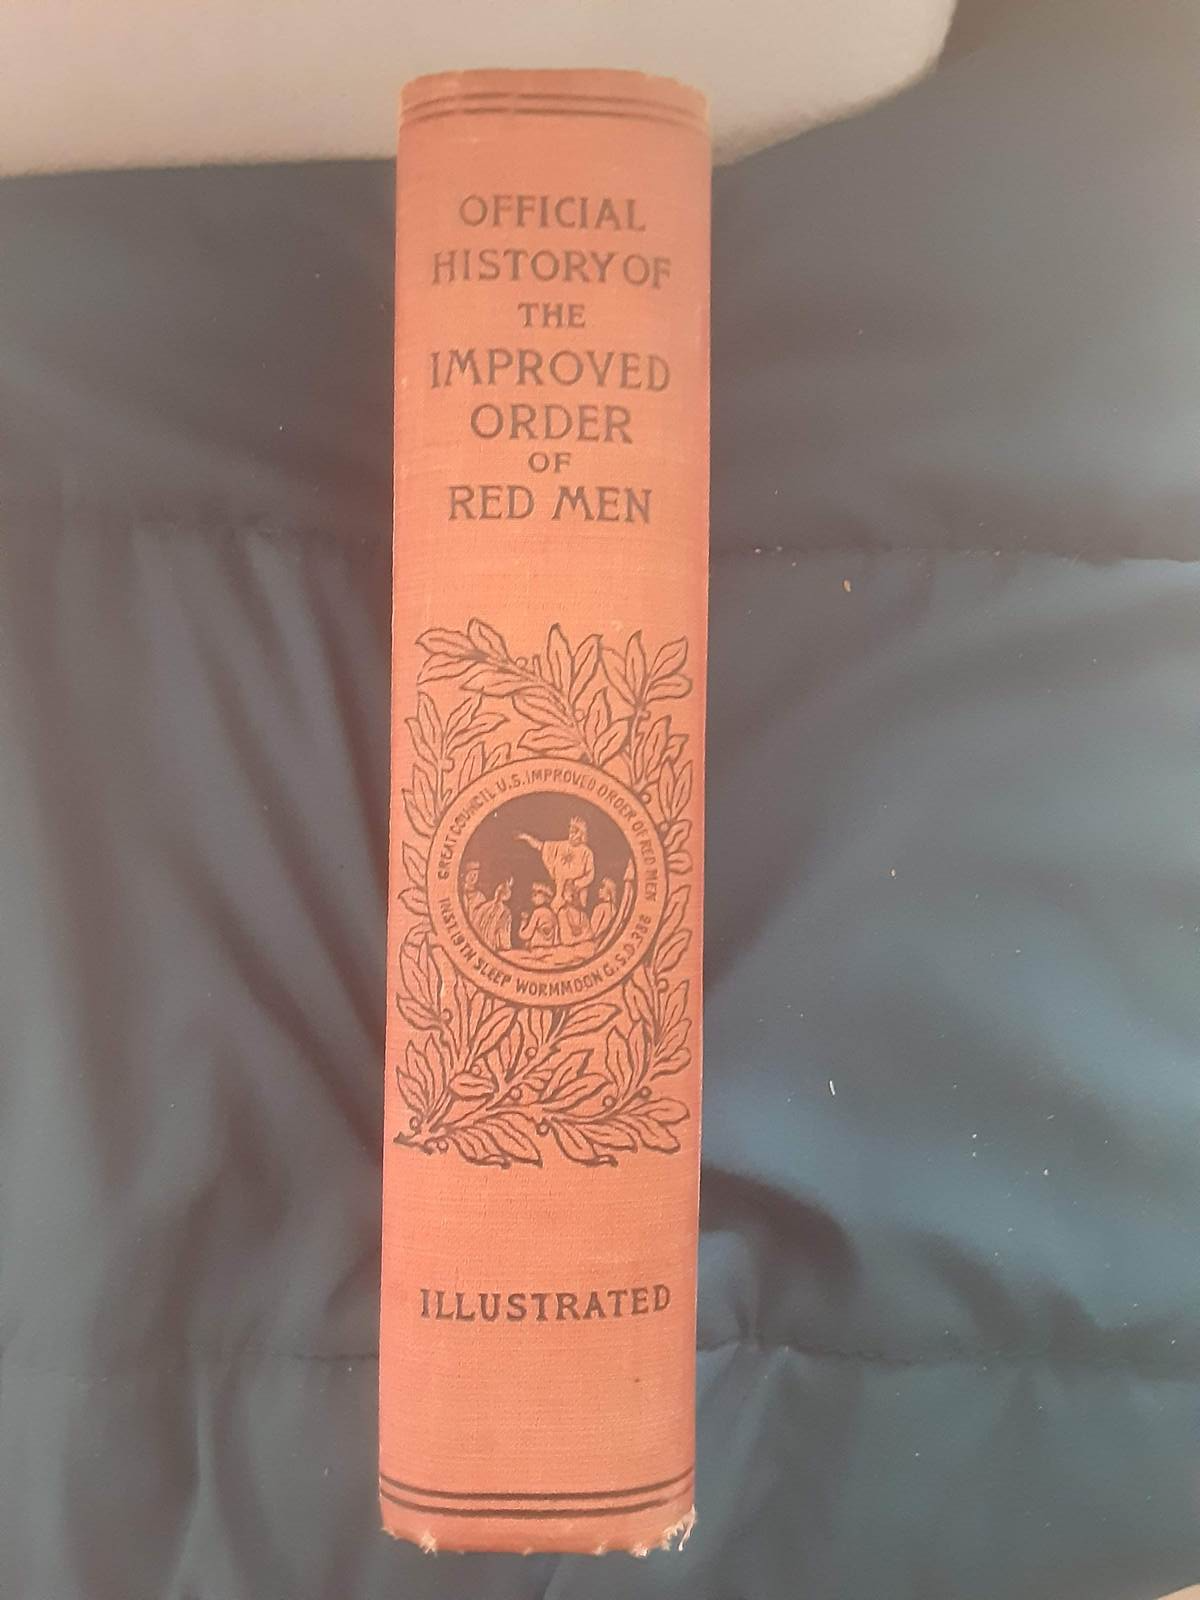 OFFICIAL
HISTORY OF
THE
IMPROVED
ORDER
OF
RED MEN
GREAT COUNCIL U.S. IMPROVED ORDER OF RED MEN
INST. 19TH SLEEP WORMMOON G.S.D. 386
ILLUSTRATED